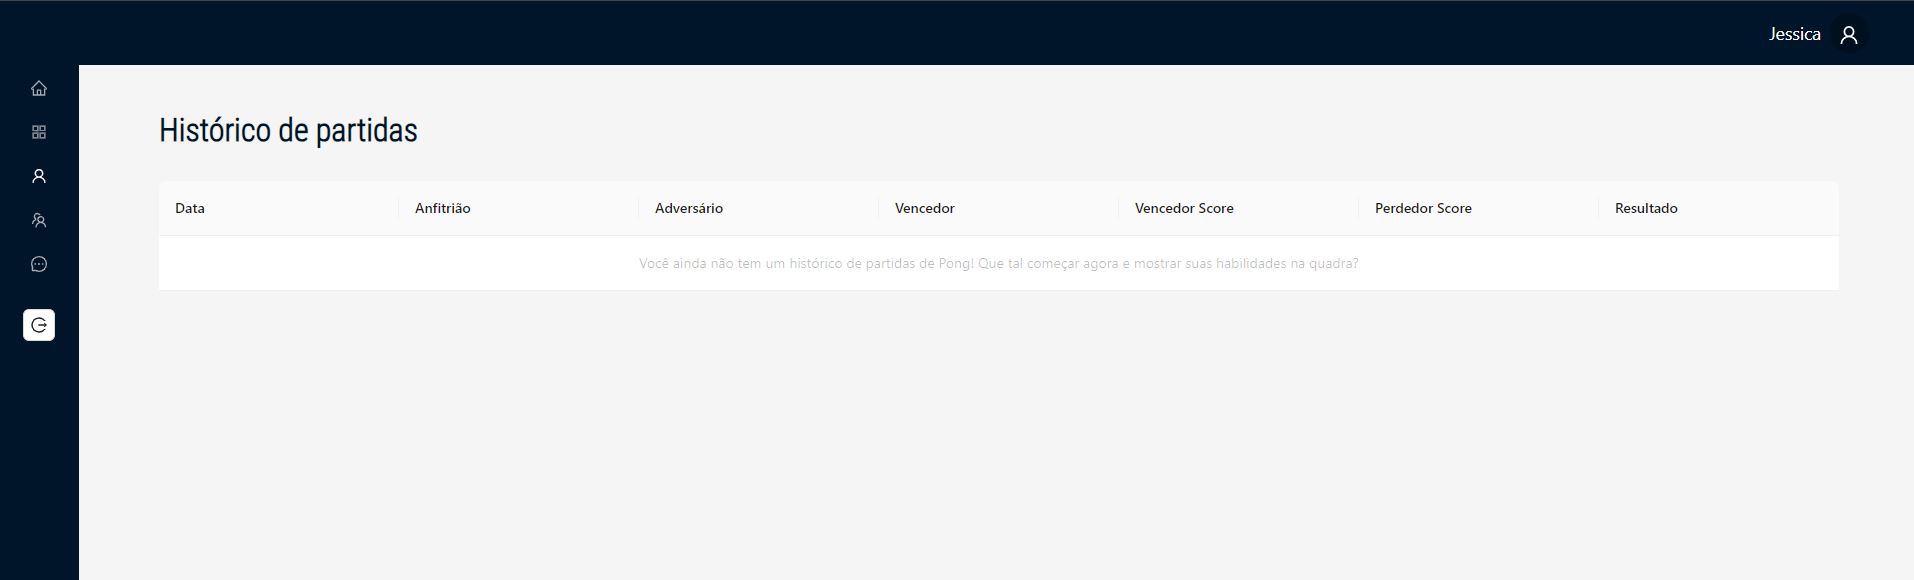 Jessica
Histórico de partidas
Data Anfitrião Adversário Vencedor Vencedor Score Perdedor Score Resultado
Você ainda não tem um histórico de partidas de Pong! Que tal começar agora e mostrar suas habilidades na quadra?